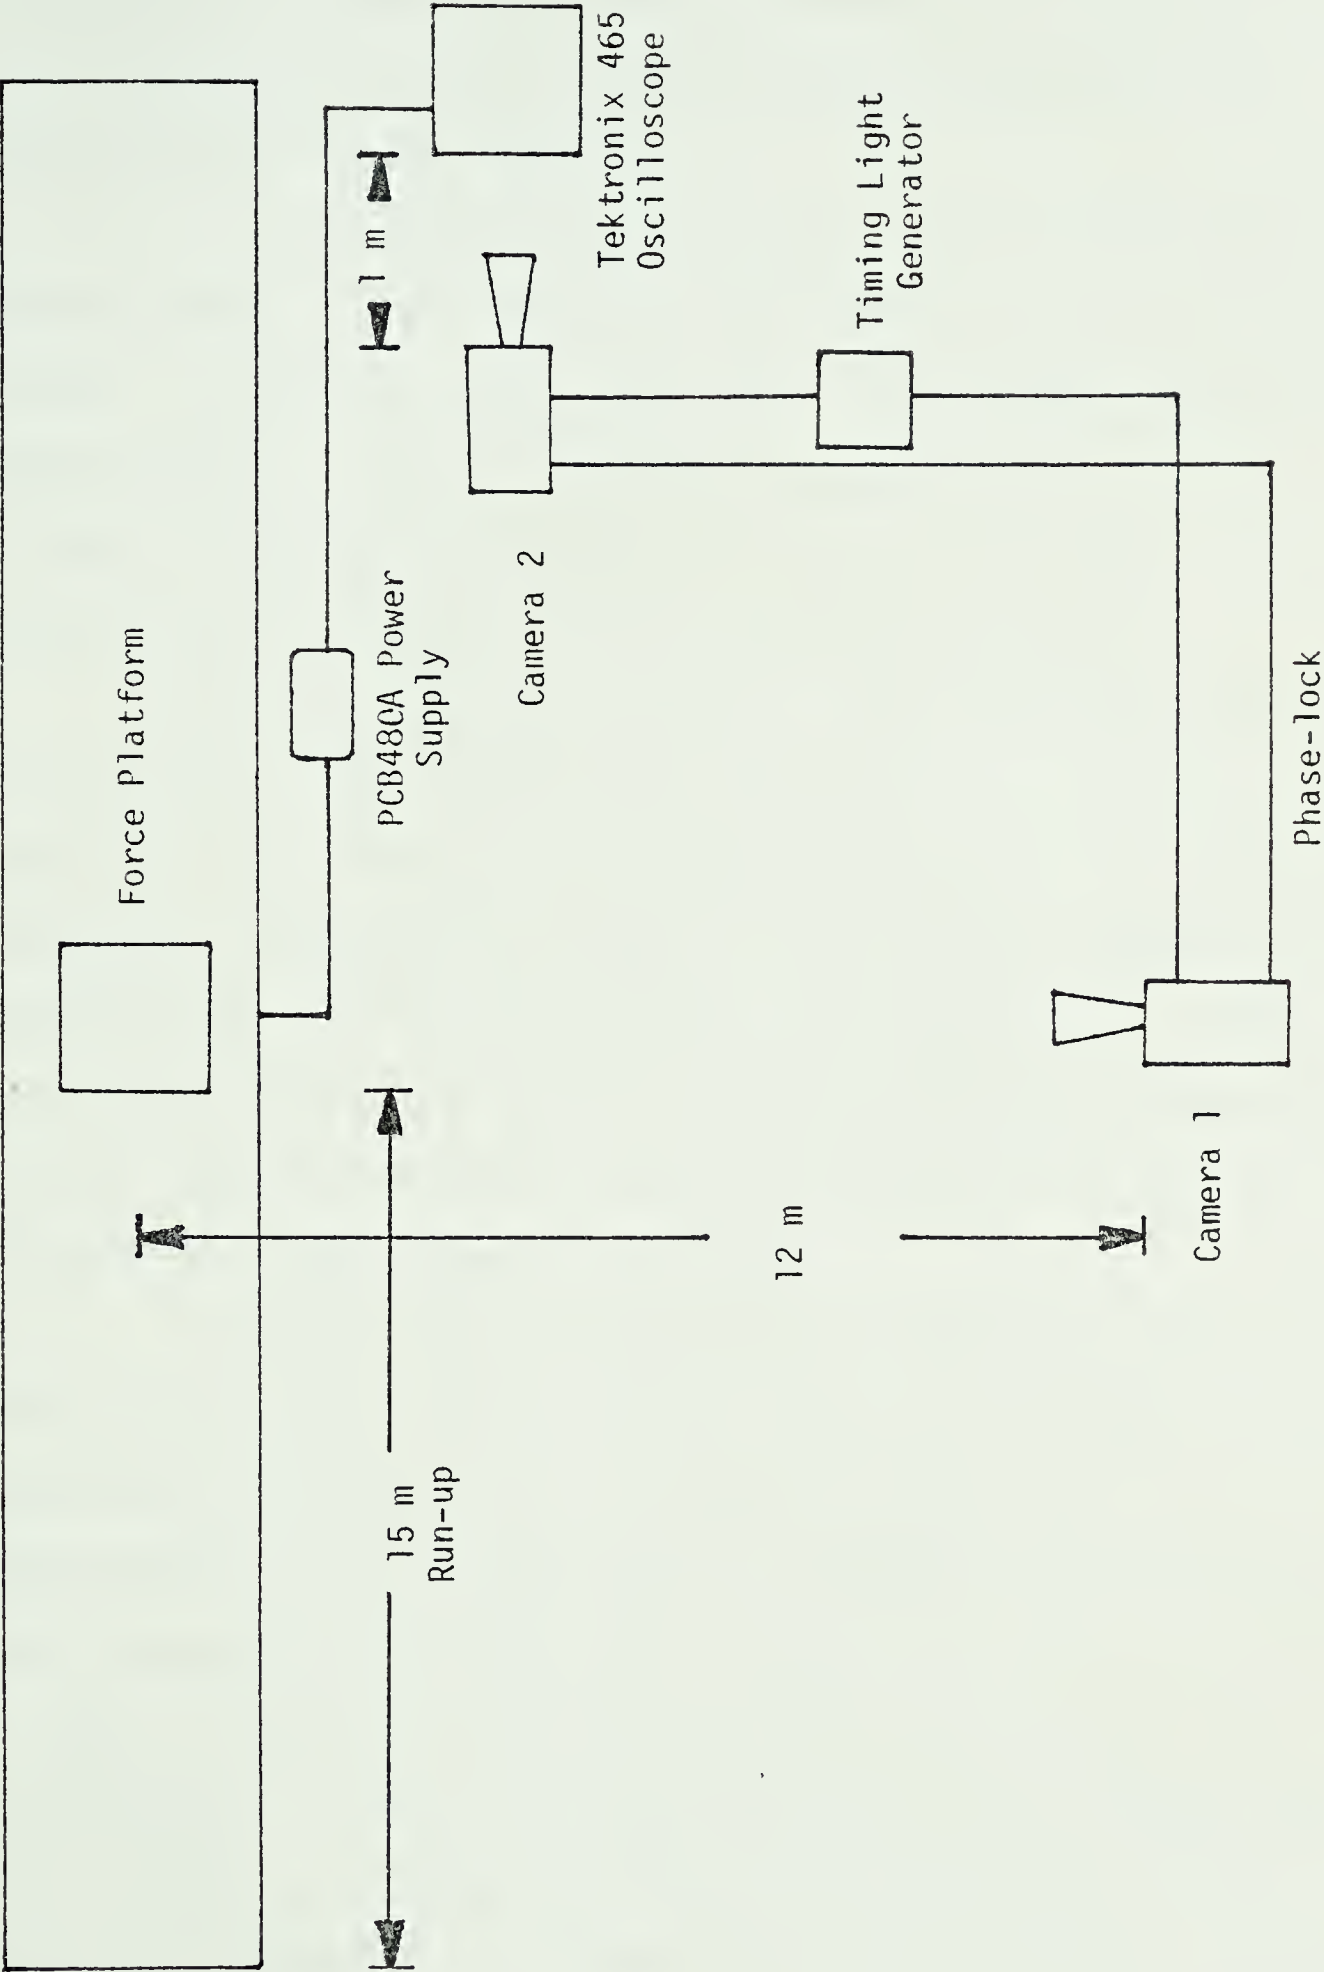 Force Platform
PCB480A Power
Supply
1 m
Tektronix 465
Oscilloscope
Camera 2
Timing Light
Generator
15 m
Run-up
12 m
Camera 1
Phase-lock